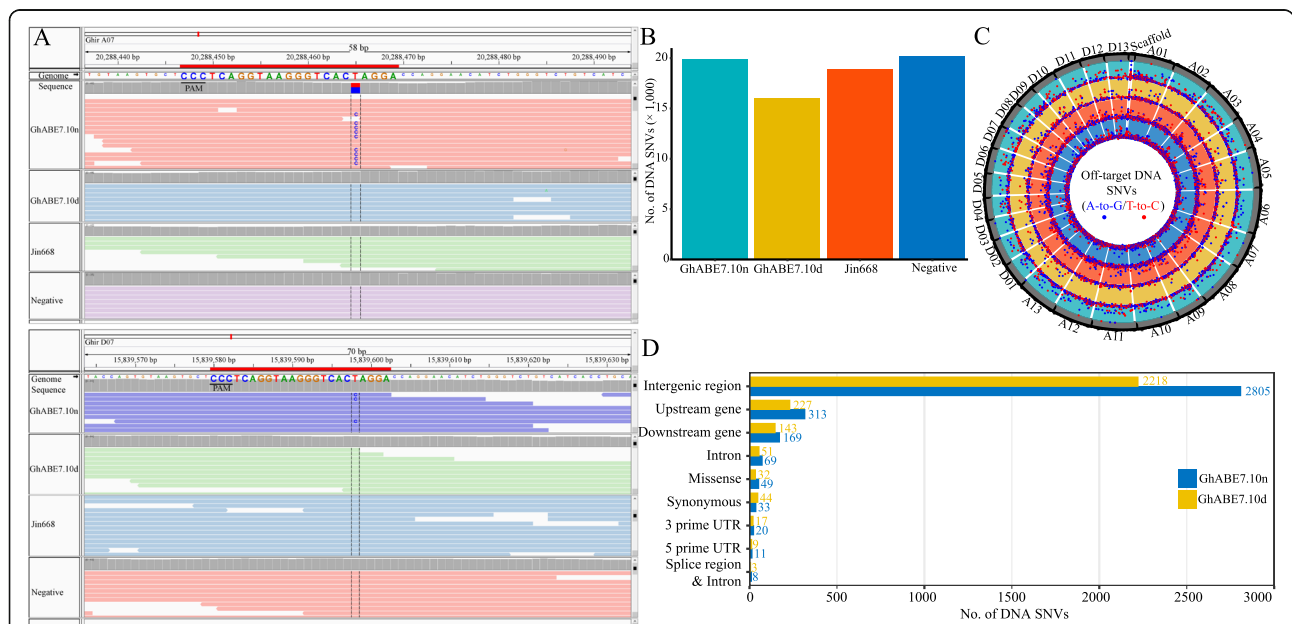 A
Ghir A07
58 bp
20,288,440 bp
20,288,450 bp
20,288,460 bp
20,288,470 bp
20,288,480 bp
20,288,490 bp
Genome
Sequence
CCCTCAGGTAAGGGTCACTAGGA
PAM
GhABE7.10n
GhABE7.10d
Jin668
Negative
Ghir D07
70 bp
15,839,570 bp
15,839,580 bp
15,839,590 bp
15,839,600 bp
15,839,610 bp
15,839,620 bp
15,839,630 bp
Genome
Sequence
CCCTCAGGTAAGGGTCACTAGGA
PAM
GhABE7.10n
GhABE7.10d
Jin668
Negative
B
No. of DNA SNVs (× 1,000)
20
15
10
5
0
GhABE7.10n
GhABE7.10d
Jin668
Negative
C
Scaffold
A01
A02
A03
A04
A05
A06
A07
A08
A09
A10
A11
A12
A13
D01
D02
D03
D04
D05
D06
D07
D08
D09
D10
D11
D12
D13
Off-target DNA
SNVs
(A-to-G/T-to-C)
D
Intergenic region
2218
2805
Upstream gene
227
313
Downstream gene
143
169
Intron
51
69
Missense
32
49
Synonymous
44
33
3 prime UTR
17
20
5 prime UTR
9
11
Splice region
& Intron
3
8
GhABE7.10n
GhABE7.10d
0
500
1000
1500
2000
2500
3000
No. of DNA SNVs